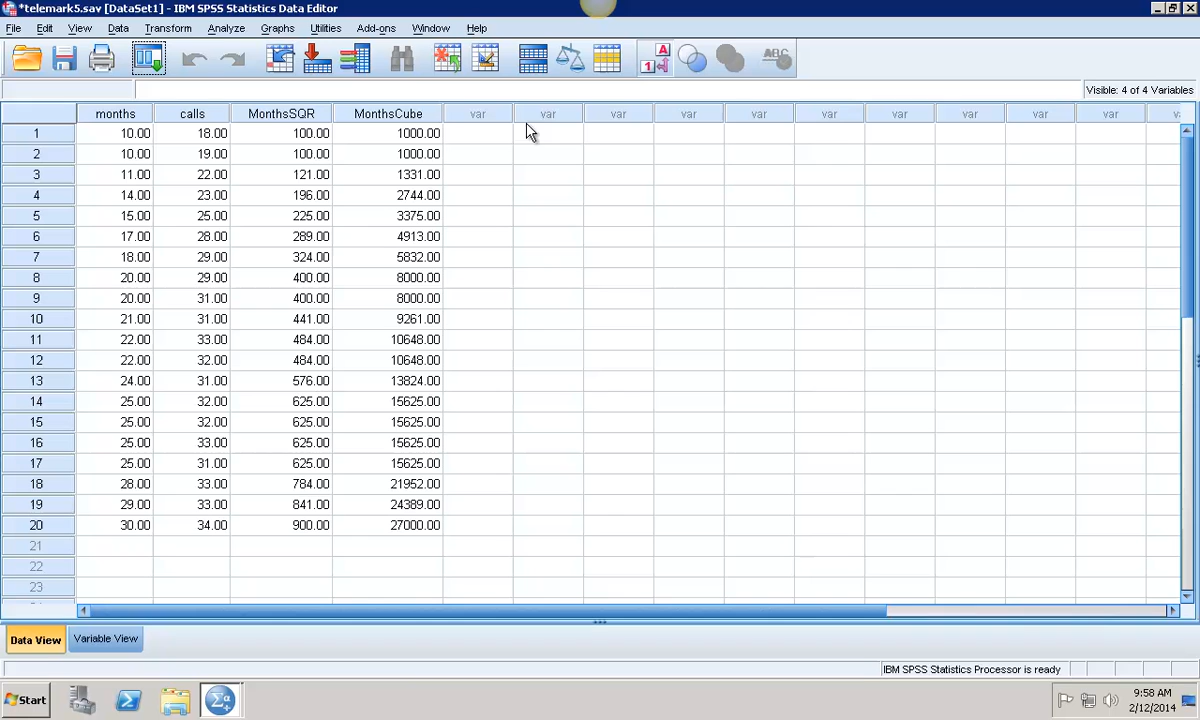 *telemark5.sav [DataSet1] - IBM SPSS Statistics Data Editor
File Edit View Data Transform Analyze Graphs Utilities Add-ons Window Help
Visible: 4 of 4 Variables
months calls MonthsSQR MonthsCube var var var var var var var var var var
1 10.00 18.00 100.00 1000.00
2 10.00 19.00 100.00 1000.00
3 11.00 22.00 121.00 1331.00
4 14.00 23.00 196.00 2744.00
5 15.00 25.00 225.00 3375.00
6 17.00 28.00 289.00 4913.00
7 18.00 29.00 324.00 5832.00
8 20.00 29.00 400.00 8000.00
9 20.00 31.00 400.00 8000.00
10 21.00 31.00 441.00 9261.00
11 22.00 33.00 484.00 10648.00
12 22.00 32.00 484.00 10648.00
13 24.00 31.00 576.00 13824.00
14 25.00 32.00 625.00 15625.00
15 25.00 32.00 625.00 15625.00
16 25.00 33.00 625.00 15625.00
17 25.00 31.00 625.00 15625.00
18 28.00 33.00 784.00 21952.00
19 29.00 33.00 841.00 24389.00
20 30.00 34.00 900.00 27000.00
21
22
23
Data View Variable View
IBM SPSS Statistics Processor is ready
Start
9:58 AM
2/12/2014